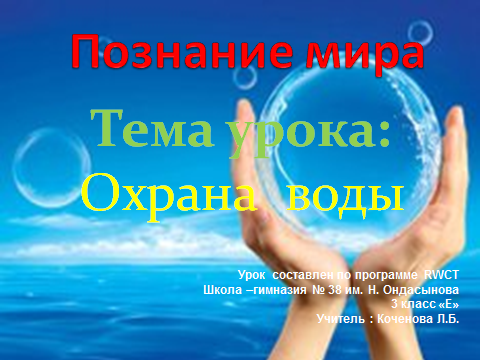 Познание мира
Тема урока:
Охрана воды
Урок составлен по программе RWCT
Школа –гимназия № 38 им. Н. Ондасынова
3 класс «Е»
Учитель : Коченова Л.Б.